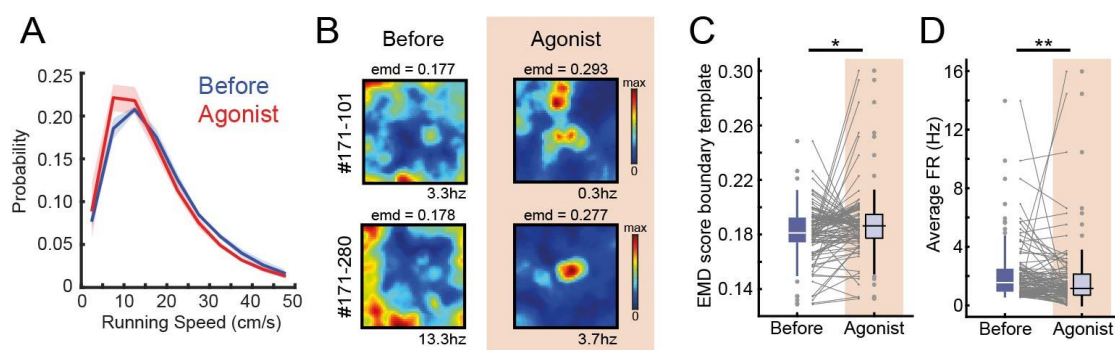 A
Before
Agonist
0.25
0.20
0.15
0.10
0.05
0
Probability
0 10 20 30 40 50
Running Speed (cm/s)
B
Before
Agonist
#171-101
emd = 0.177
3.3hz
emd = 0.293
max
0
0.3hz
#171-280
emd = 0.178
13.3hz
emd = 0.277
max
0
3.7hz
C
*
EMD score boundary template
0.30
0.26
0.22
0.18
0.14
Before
Agonist
D
**
Average FR (Hz)
16
12
8
4
0
Before
Agonist